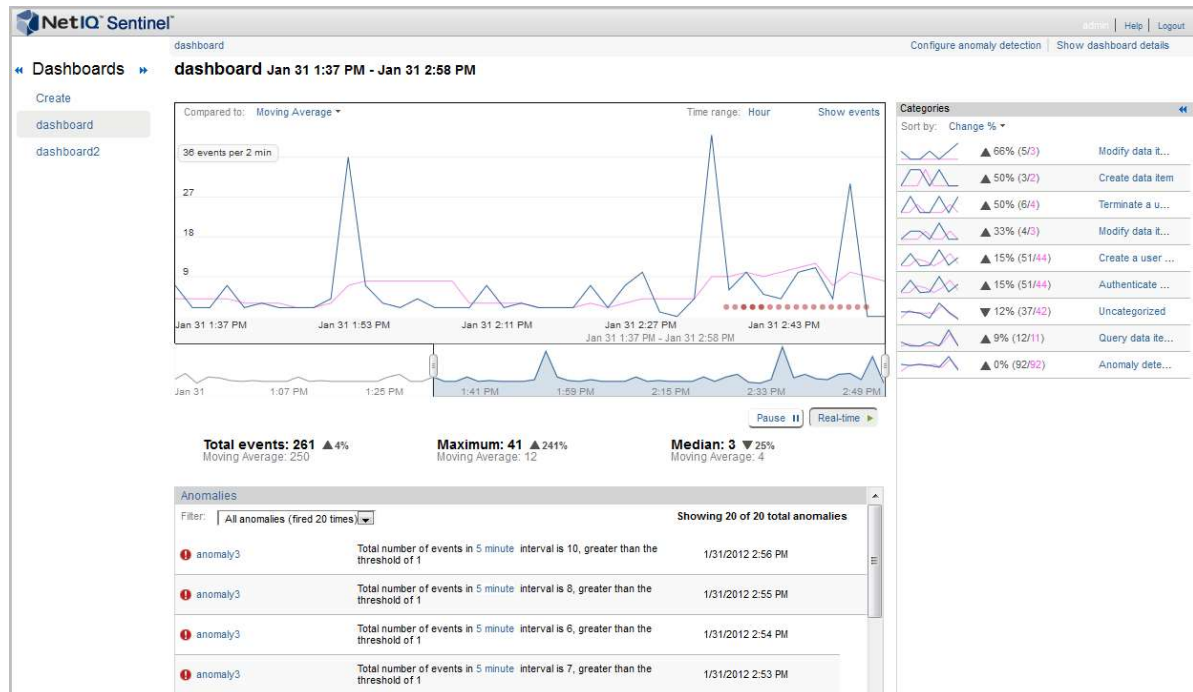 NetIQ Sentinel™
admin | Help | Logout
dashboard
Configure anomaly detection | Show dashboard details
Dashboards
dashboard Jan 31 1:37 PM - Jan 31 2:58 PM
Create
dashboard
dashboard2
Compared to: Moving Average
Time range: Hour
Show events
36 events per 2 min
27
18
9
Jan 31 1:37 PM
Jan 31 1:53 PM
Jan 31 2:11 PM
Jan 31 2:27 PM
Jan 31 2:43 PM
Jan 31 1:37 PM - Jan 31 2:58 PM
Jan 31
1:07 PM
1:25 PM
1:41 PM
1:59 PM
2:15 PM
2:33 PM
2:49 PM
Pause
Real-time
Total events: 261 ▲4%
Moving Average: 250
Maximum: 41 ▲241%
Moving Average: 12
Median: 3 ▼25%
Moving Average: 4
Anomalies
Filter: All anomalies (fired 20 times)
Showing 20 of 20 total anomalies
anomaly3
Total number of events in 5 minute interval is 10, greater than the
threshold of 1
1/31/2012 2:56 PM
anomaly3
Total number of events in 5 minute interval is 8, greater than the
threshold of 1
1/31/2012 2:55 PM
anomaly3
Total number of events in 5 minute interval is 6, greater than the
threshold of 1
1/31/2012 2:54 PM
anomaly3
Total number of events in 5 minute interval is 7, greater than the
threshold of 1
1/31/2012 2:53 PM
Categories
Sort by: Change %
▲66% (5/3) Modify data it...
▲50% (3/2) Create data item
▲50% (6/4) Terminate a u...
▲33% (4/3) Modify data it...
▲15% (51/44) Create a user ...
▲15% (51/44) Authenticate ...
▼12% (37/42) Uncategorized
▲9% (12/11) Query data ite...
▲0% (92/92) Anomaly dete...